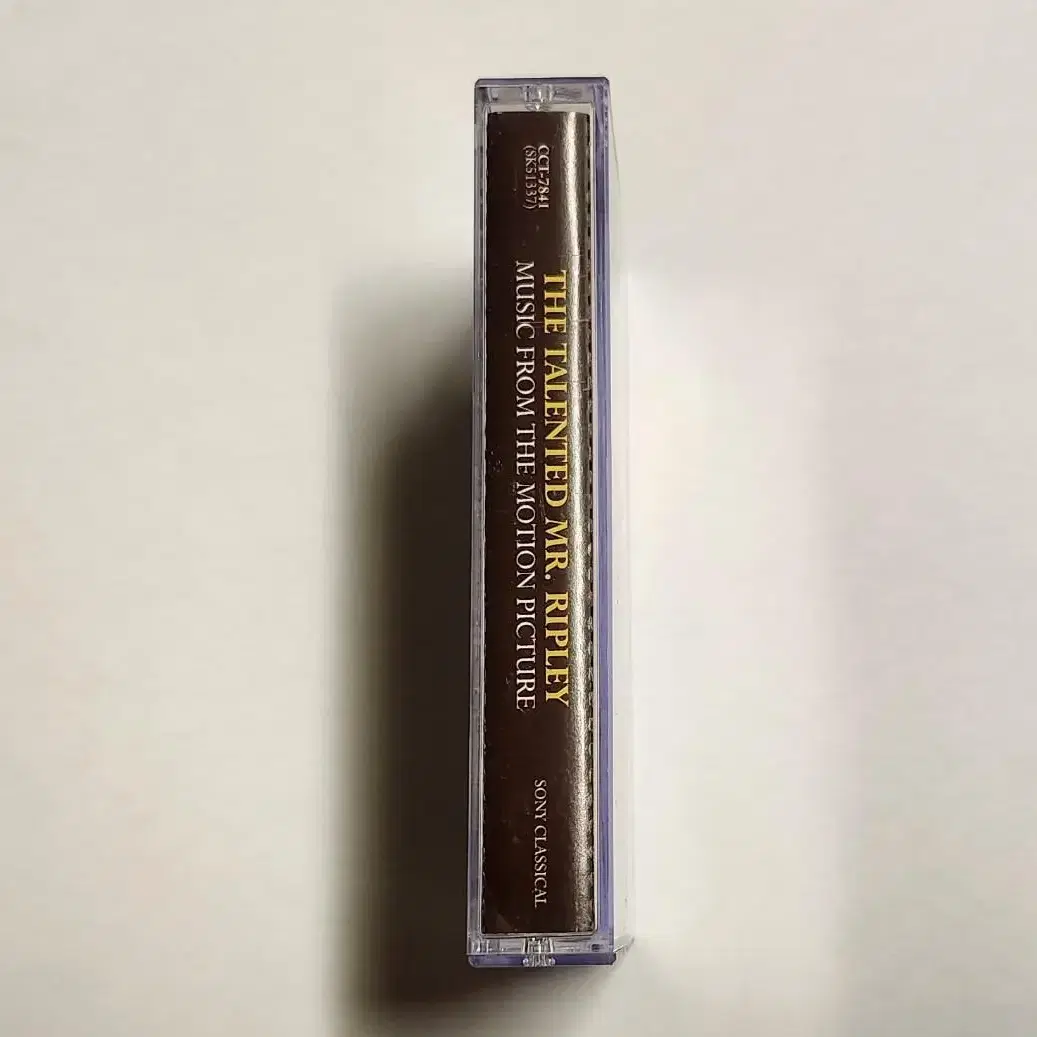 CCT-7841
(SK51337)
THE TALENTED MR. RIPLEY
MUSIC FROM THE MOTION PICTURE
SONY CLASSICAL